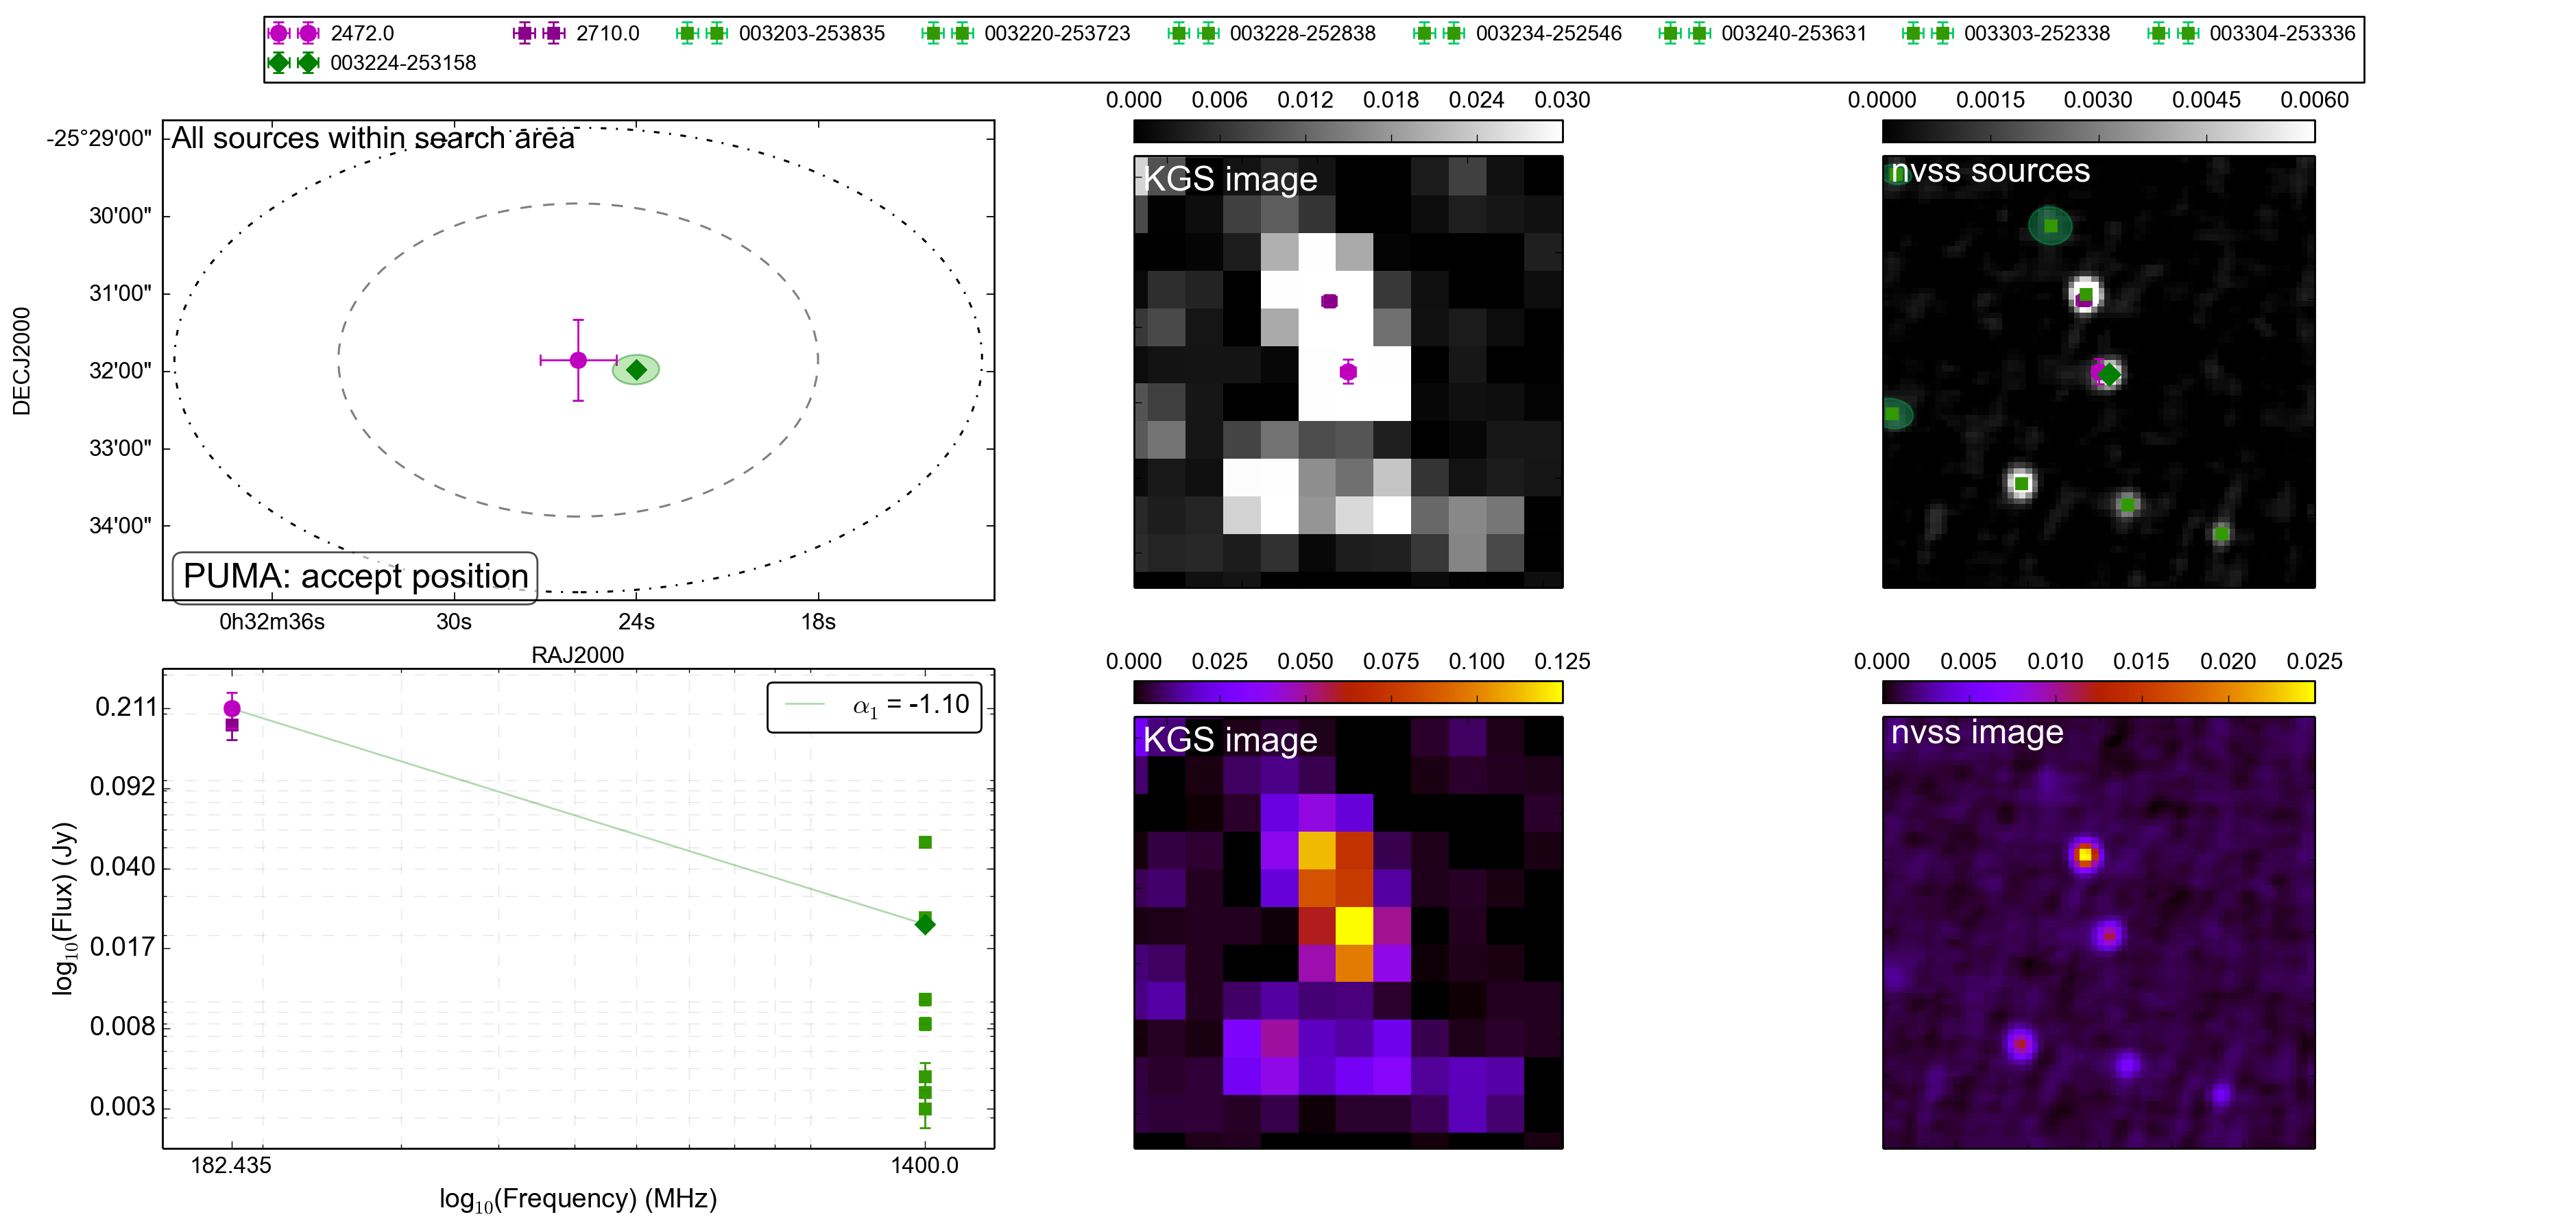 2472.0 2710.0 003203-253835 003220-253723 003228-252838 003234-252546 003240-253631 003303-252338 003304-253336
003224-253158
All sources within search area
-25°29'00"
30'00"
31'00"
32'00"
33'00"
34'00"
DECJ2000
PUMA: accept position
0h32m36s 30s 24s 18s
RAJ2000
0.000 0.006 0.012 0.018 0.024 0.030
KGS image
0.0000 0.0015 0.0030 0.0045 0.0060
nvss sources
α1 = -1.10
0.211
0.092
0.040
0.017
0.008
0.003
log10(Flux) (Jy)
182.435 1400.0
log10(Frequency) (MHz)
0.000 0.025 0.050 0.075 0.100 0.125
KGS image
0.000 0.005 0.010 0.015 0.020 0.025
nvss image